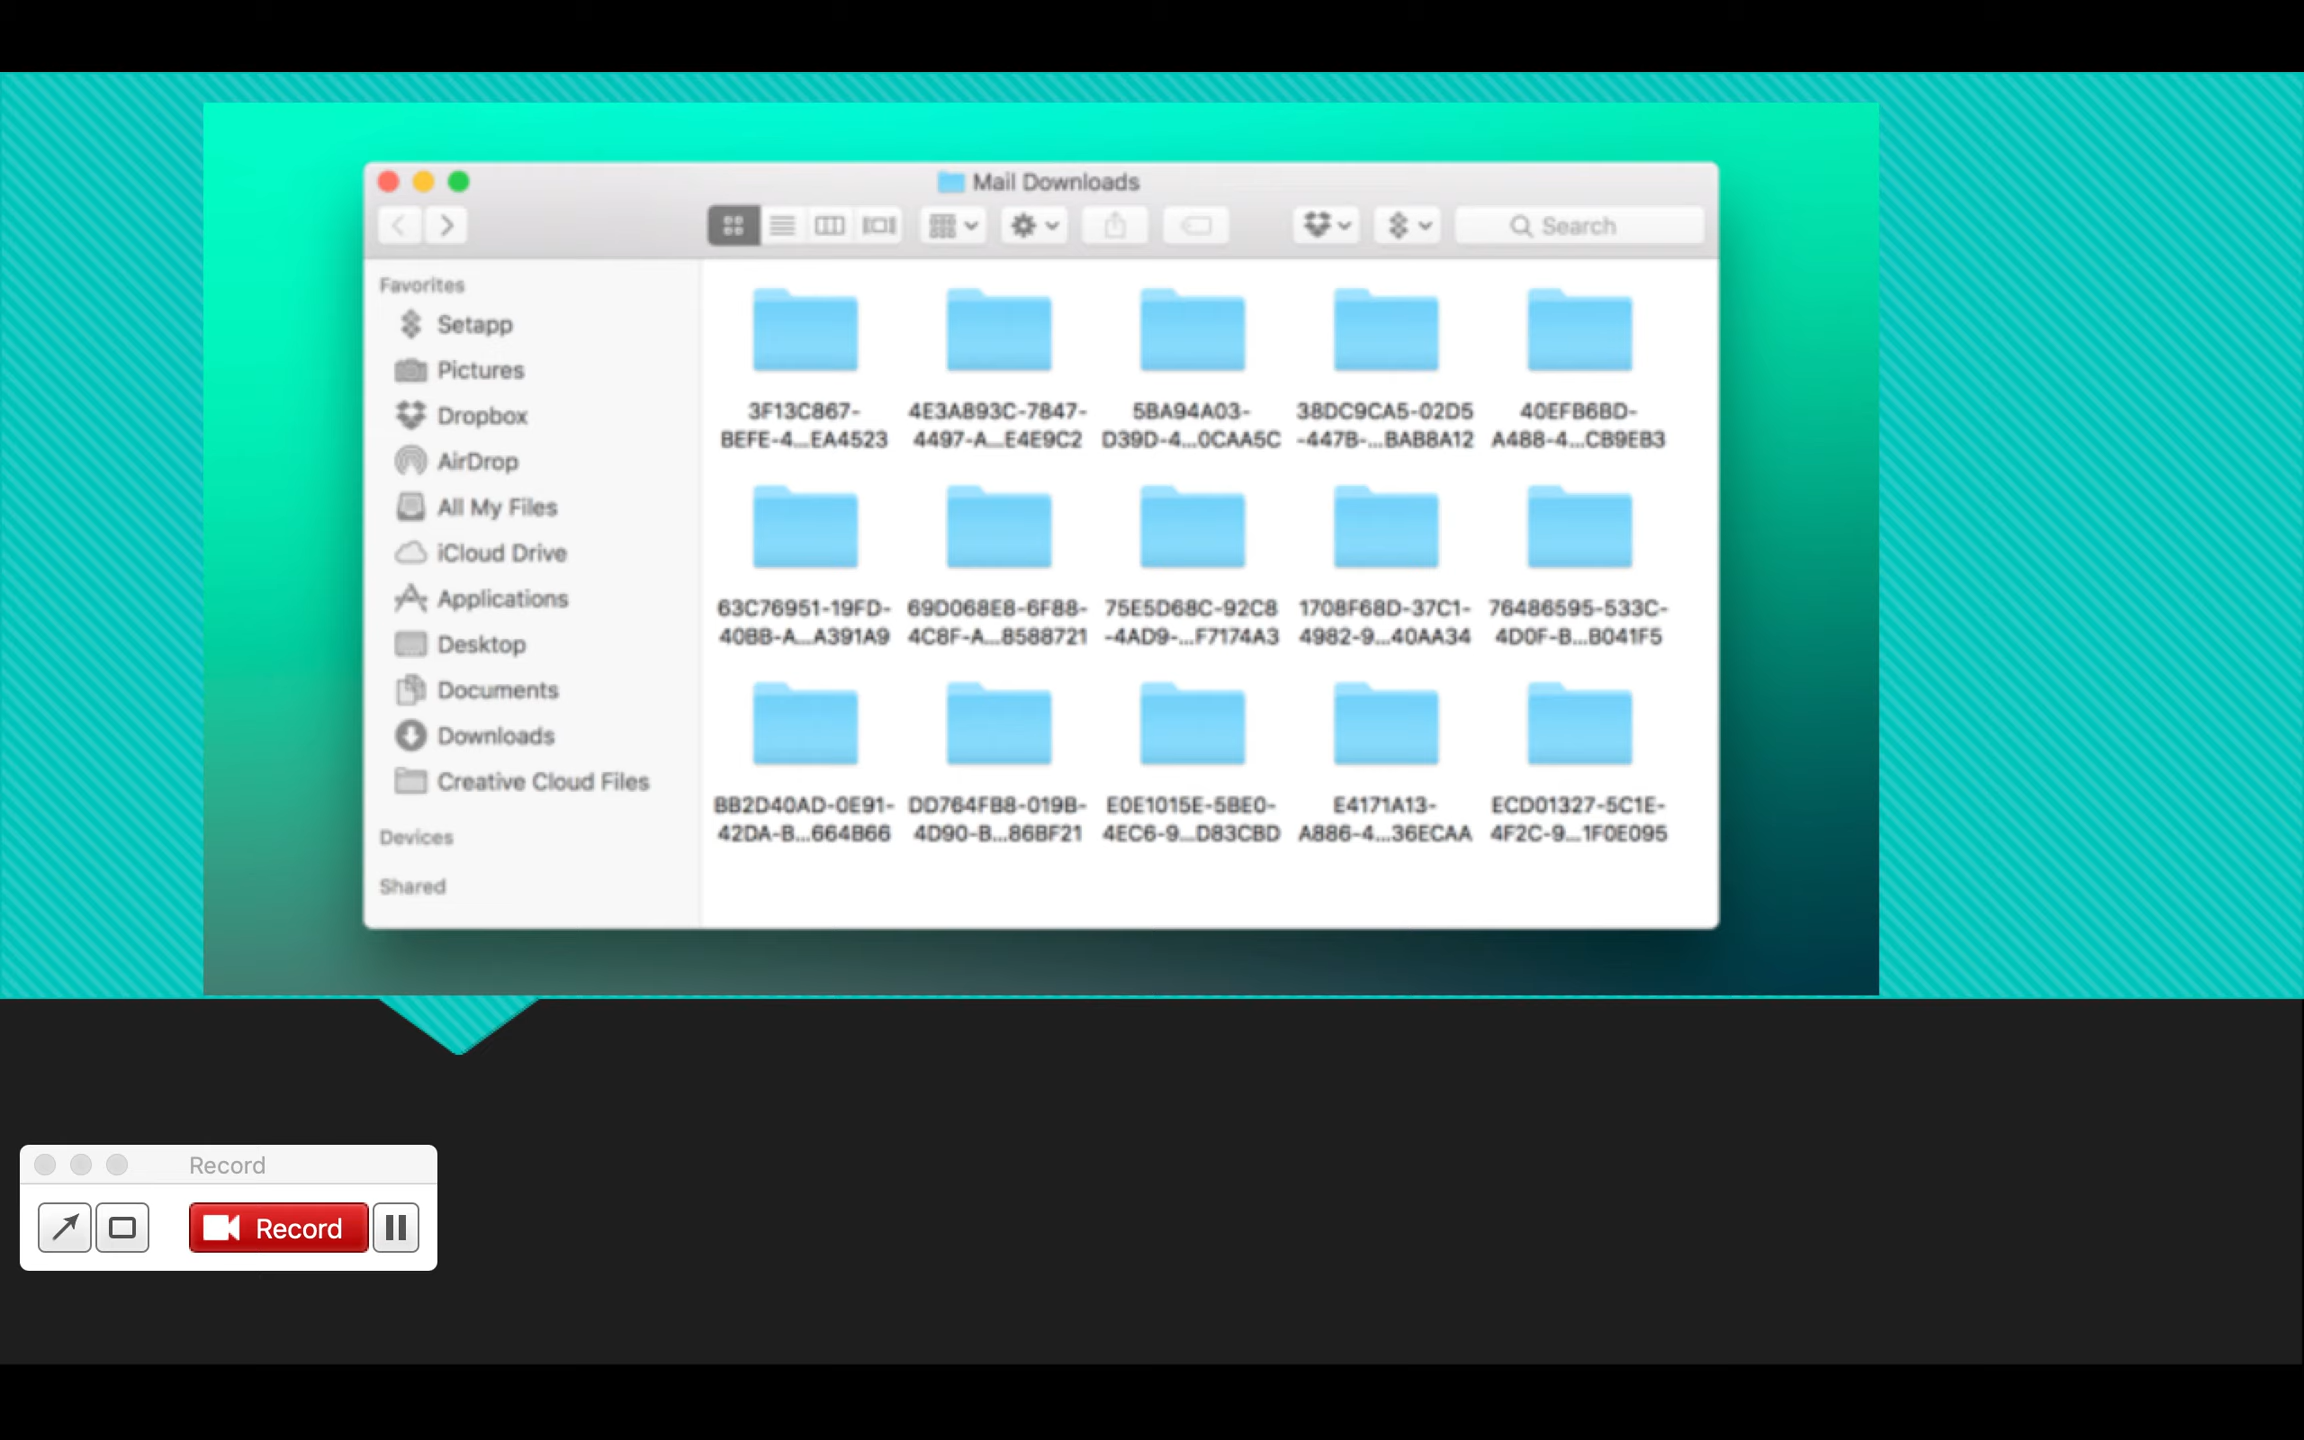 Mail Downloads
Search
Favorites
Setapp
Pictures
Dropbox
AirDrop
All My Files
iCloud Drive
Applications
Desktop
Documents
Downloads
Creative Cloud Files
Devices
Shared
3F13C867-
BEFE-4...EA4523
4E3A893C-7847-
4497-A...E4E9C2
5BA94A03-
D39D-4...0CAA5C
38DC9CA5-02D5
-447B-...BAB8A12
40EFB6BD-
A488-4...CB9EB3
63C76951-19FD-
40BB-A...A391A9
69D068E8-6F88-
4C8F-A...8588721
75E5D68C-92C8
-4AD9-...F7174A3
1708F68D-37C1-
4982-9...40AA34
76486595-533C-
4D0F-B...B041F5
BB2D40AD-0E91-
42DA-B...664B66
DD764FB8-019B-
4D90-B...86BF21
E0E1015E-5BE0-
4EC6-9...D83CBD
E4171A13-
A886-4...36ECAA
ECD01327-5C1E-
4F2C-9...1F0E095
Record
Record